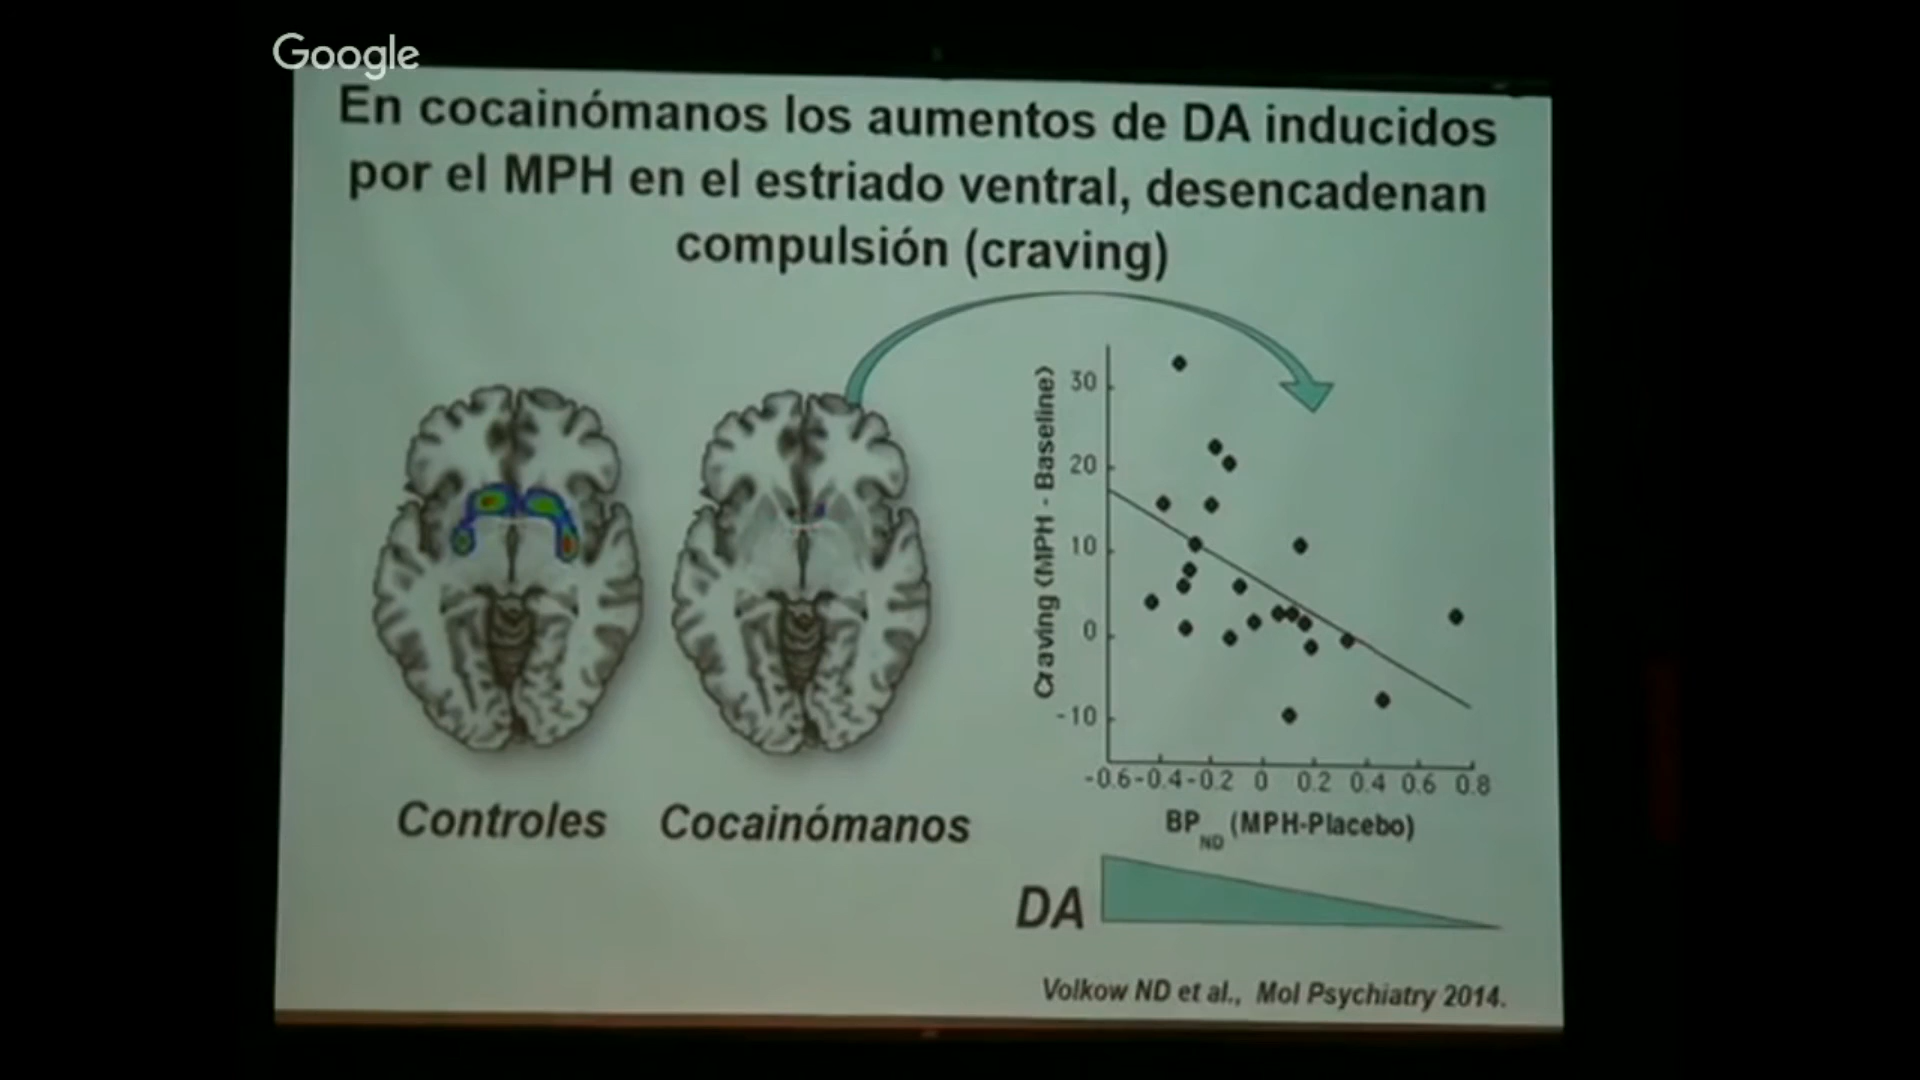 Google
En cocainómanos los aumentos de DA inducidos
por el MPH en el estriado ventral, desencadenan
compulsión (craving)
Craving (MPH - Baseline)
30
20
10
0
-10
-0.6 -0.4 -0.2 0 0.2 0.4 0.6 0.8
BP ND (MPH-Placebo)
Controles
Cocainómanos
DA
Volkow ND et al., Mol Psychiatry 2014.